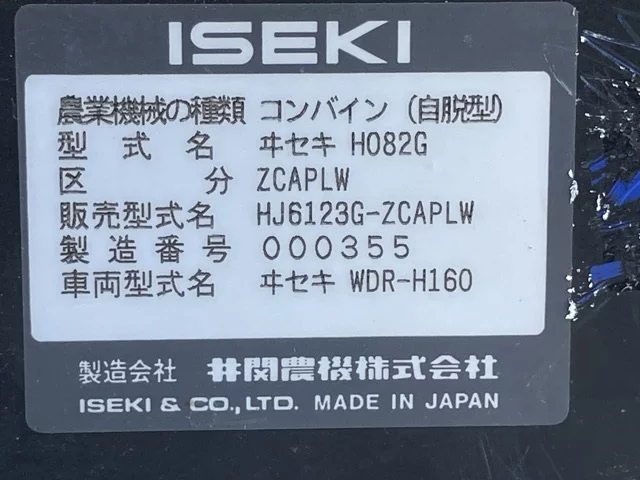 ISEKI
農業機械の種類 コンバイン(自脱型)
型式名 ヰセキ HO82G
区分 ZCAPLW
販売型式名 HJ6123G-ZCAPLW
製造番号 000355
車両型式名 ヰセキ WDR-H160
製造会社 井関農機株式会社
ISEKI & CO., LTD. MADE IN JAPAN